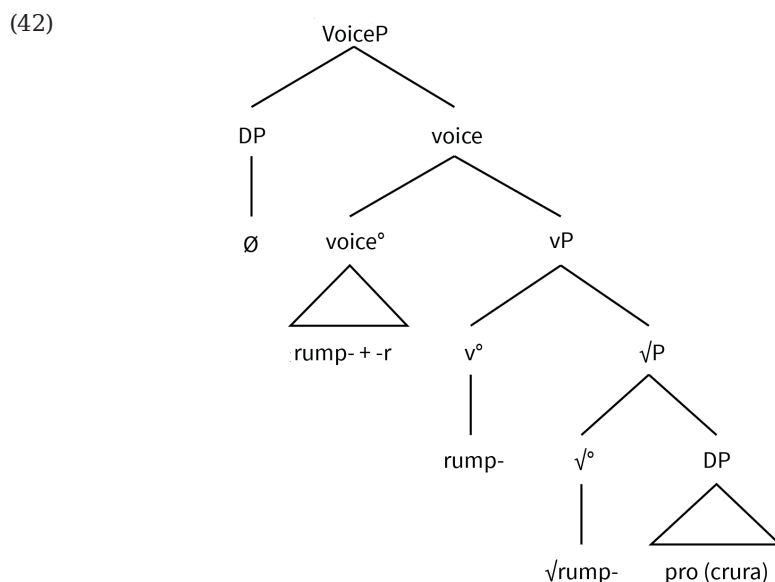 (42)
VoiceP
DP voice
Ø voice° vP
rump- + -r v° √P
rump- √° DP
√rump- pro (crura)